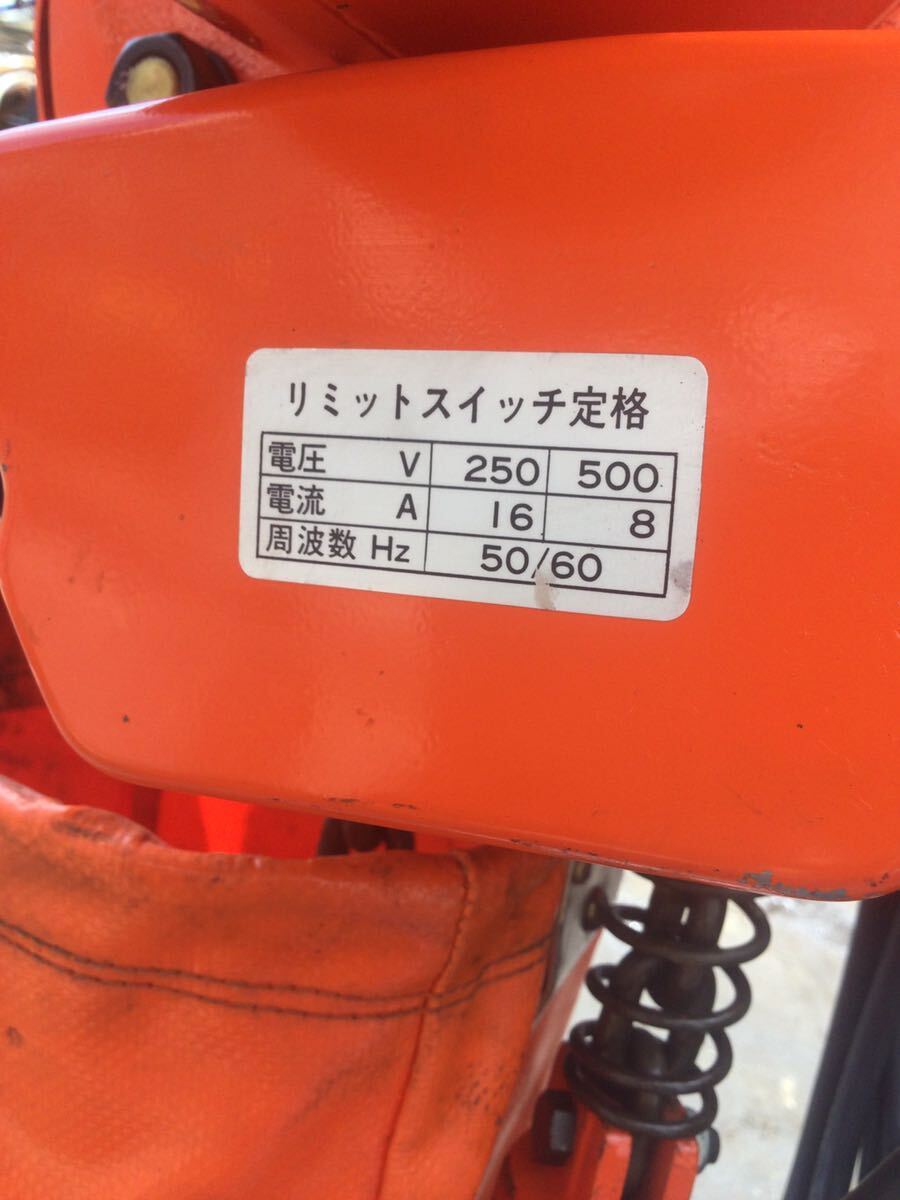 リミットスイッチ定格
電圧 V 250 500
電流 A 16 8
周波数 Hz 50/60